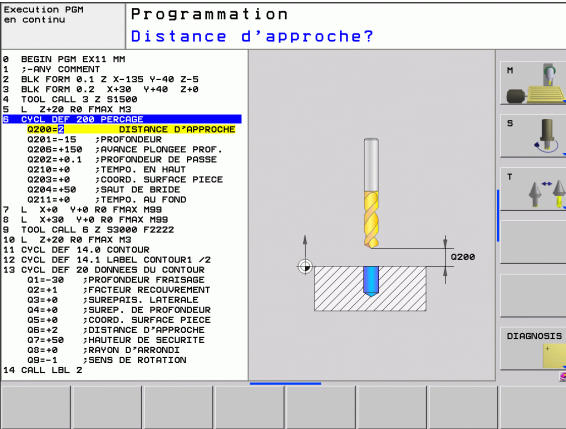 Execution PGM
en continu
Programmation
Distance d'approche?
0 BEGIN PGM EX11 MM
1 ;-ANY COMMENT
2 BLK FORM 0.1 Z X-135 Y-40 Z-5
3 BLK FORM 0.2 X+30 Y+40 Z+0
4 TOOL CALL 3 Z S1500
5 L Z+20 R0 FMAX M3
6 CYCL DEF 200 PERCAGE
Q200=2 DISTANCE D'APPROCHE
Q201=-15 ;PROFONDEUR
Q206=+150 ;AVANCE PLONGEE PROF.
Q202=+0.1 ;PROFONDEUR DE PASSE
Q210=+0 ;TEMPO. EN HAUT
Q203=+0 ;COORD. SURFACE PIECE
Q204=+50 ;SAUT DE BRIDE
Q211=+0 ;TEMPO. AU FOND
7 L X+0 Y+0 R0 FMAX M99
8 L X+30 Y+0 R0 FMAX M99
9 TOOL CALL 6 Z S3000 F2222
10 L Z+20 R0 FMAX M3
11 CYCL DEF 14.0 CONTOUR
12 CYCL DEF 14.1 LABEL CONTOUR1 /2
13 CYCL DEF 20 DONNEES DU CONTOUR
Q1=-30 ;PROFONDEUR FRAISAGE
Q2=+1 ;FACTEUR RECOUVREMENT
Q3=+0 ;SUREPAIS. LATERALE
Q4=+0 ;SUREP. DE PROFONDEUR
Q5=+0 ;COORD. SURFACE PIECE
Q6=+2 ;DISTANCE D'APPROCHE
Q7=+50 ;HAUTEUR DE SECURITE
Q8=+0 ;RAYON D'ARRONDI
Q9=-1 ;SENS DE ROTATION
14 CALL LBL 2
Q200
M
S
T
DIAGNOSIS